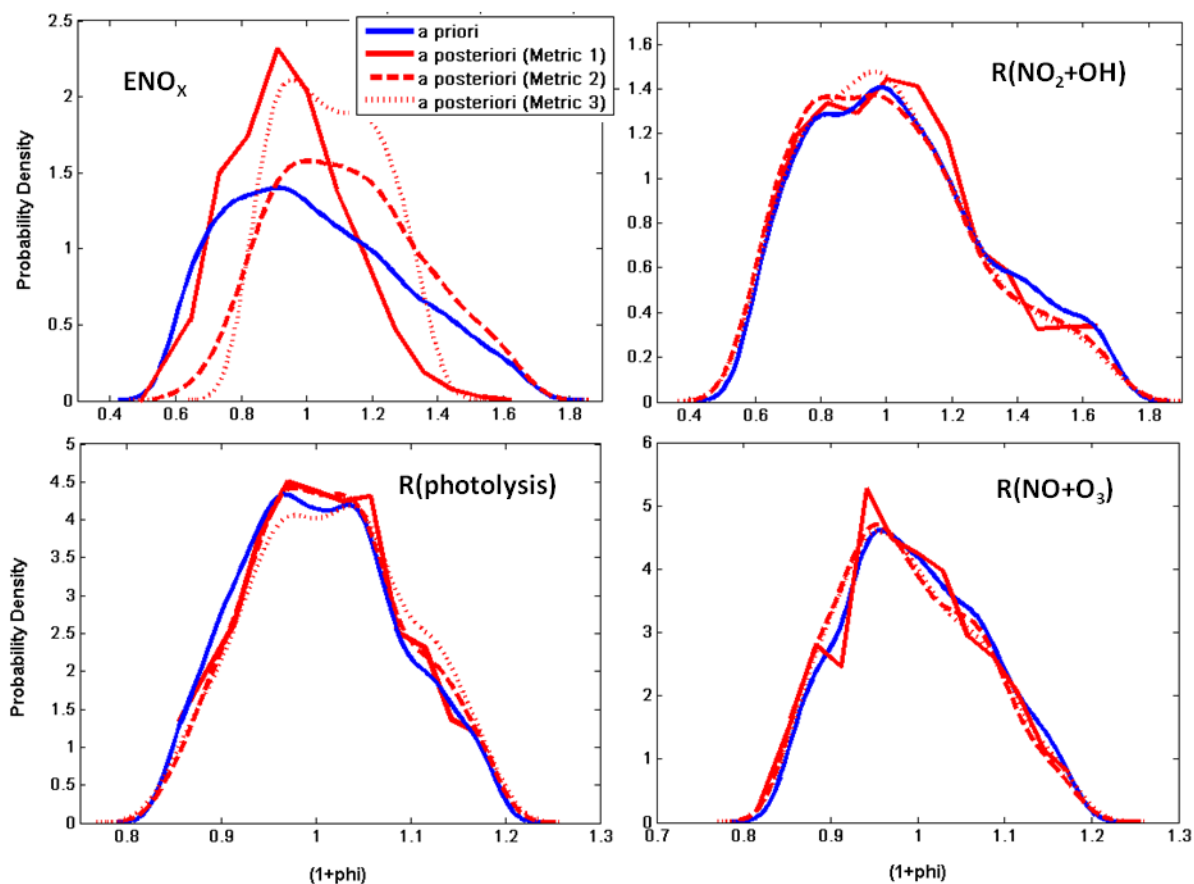 2.5
2
1.5
1
0.5
0
0.4 0.6 0.8 1 1.2 1.4 1.6 1.8
Probability Density
ENOX
a priori
a posteriori (Metric 1)
a posteriori (Metric 2)
a posteriori (Metric 3)
1.6
1.4
1.2
1
0.8
0.6
0.4
0.2
0
0.4 0.6 0.8 1 1.2 1.4 1.6 1.8
R(NO2+OH)
5
4.5
4
3.5
3
2.5
2
1.5
1
0.5
0
0.8 0.9 1 1.1 1.2 1.3
Probability Density
(1+phi)
R(photolysis)
6
5
4
3
2
1
0
0.7 0.8 0.9 1 1.1 1.2 1.3
(1+phi)
R(NO+O3)